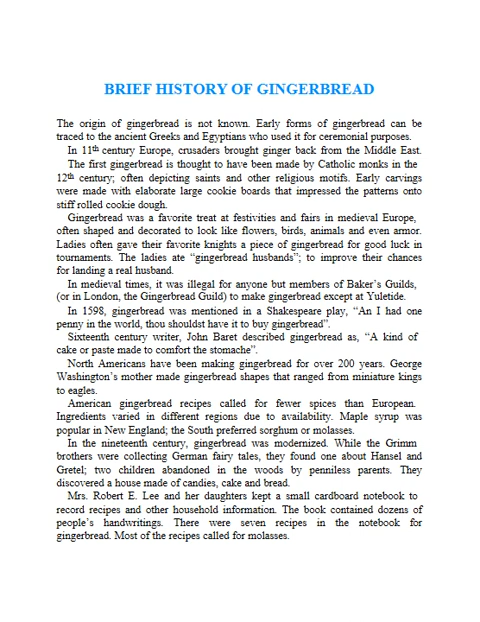 BRIEF HISTORY OF GINGERBREAD
The origin of gingerbread is not known. Early forms of gingerbread can be
traced to the ancient Greeks and Egyptians who used it for ceremonial purposes.
In 11th century Europe, crusaders brought ginger back from the Middle East.
The first gingerbread is thought to have been made by Catholic monks in the
12th century; often depicting saints and other religious motifs. Early carvings
were made with elaborate large cookie boards that impressed the patterns onto
stiff rolled cookie dough.
Gingerbread was a favorite treat at festivities and fairs in medieval Europe,
often shaped and decorated to look like flowers, birds, animals and even armor.
Ladies often gave their favorite knights a piece of gingerbread for good luck in
tournaments. The ladies ate “gingerbread husbands”; to improve their chances
for landing a real husband.
In medieval times, it was illegal for anyone but members of Baker’s Guilds,
(or in London, the Gingerbread Guild) to make gingerbread except at Yuletide.
In 1598, gingerbread was mentioned in a Shakespeare play, “An I had one
penny in the world, thou shouldst have it to buy gingerbread”.
Sixteenth century writer, John Baret described gingerbread as, “A kind of
cake or paste made to comfort the stomache”.
North Americans have been making gingerbread for over 200 years. George
Washington’s mother made gingerbread shapes that ranged from miniature kings
to eagles.
American gingerbread recipes called for fewer spices than European.
Ingredients varied in different regions due to availability. Maple syrup was
popular in New England; the South preferred sorghum or molasses.
In the nineteenth century, gingerbread was modernized. While the Grimm
brothers were collecting German fairy tales, they found one about Hansel and
Gretel; two children abandoned in the woods by penniless parents. They
discovered a house made of candies, cake and bread.
Mrs. Robert E. Lee and her daughters kept a small cardboard notebook to
record recipes and other household information. The book contained dozens of
people’s handwritings. There were seven recipes in the notebook for
gingerbread. Most of the recipes called for molasses.